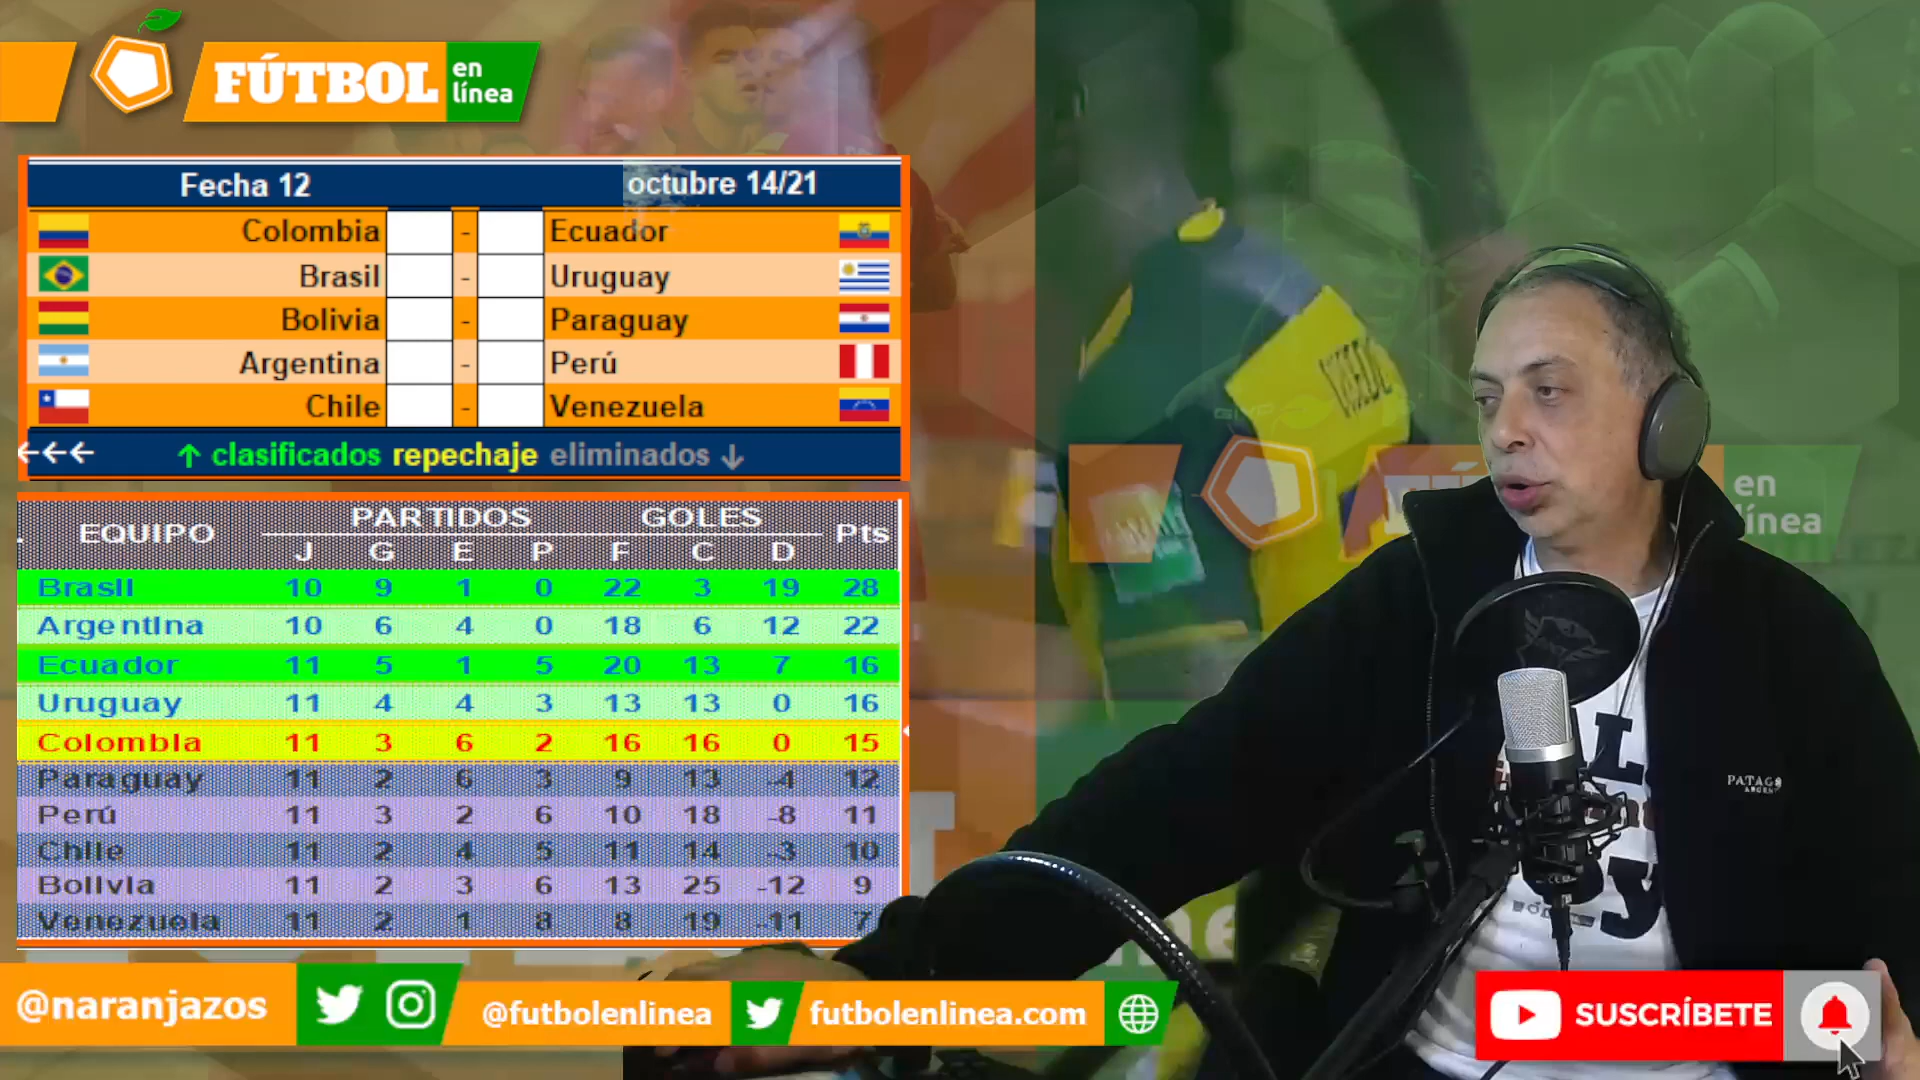 FÚTBOL en línea
Fecha 12 octubre 14/21
Colombia - Ecuador
Brasil - Uruguay
Bolivia - Paraguay
Argentina - Perú
Chile - Venezuela
←←← ↑ clasificados repechaje eliminados ↓
EQUIPO PARTIDOS GOLES Pts
J G E P F C D
Brasil 10 9 1 0 22 3 19 28
Argentina 10 6 4 0 18 6 12 22
Ecuador 11 5 1 5 20 13 7 16
Uruguay 11 4 4 3 13 13 0 16
Colombia 11 3 6 2 16 16 0 15
Paraguay 11 2 6 3 9 13 -4 12
Perú 11 3 2 6 10 18 -8 11
Chile 11 2 4 5 11 14 -3 10
Bolivia 11 2 3 6 13 25 -12 9
Venezuela 11 2 1 8 8 19 -11 7
en
línea
@naranjazos
@futbolenlinea
futbolenlinea.com
SUSCRÍBETE